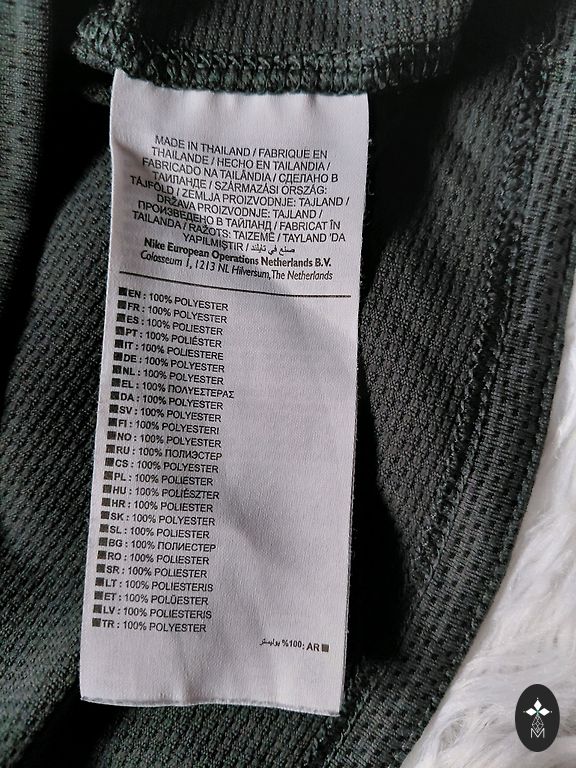 MADE IN THAILAND / FABRIQUE EN
THAILANDE / HECHO EN TAILANDIA /
FABRICADO NA TAILÂNDIA / СДЕЛАНО В
ТАИЛАНДЕ / SZÁRMAZÁSI ORSZÁG:
TÁJFÖLD / ZEMLJA PROIZVODNJE: TAJLAND /
DRŽAVA PROIZVODNJE: TAJLAND /
ПРОИЗВЕДЕНО В ТАЙЛАНД / FABRICAT ÎN
TAILANDA / RAŽOTS: TAIZEMĒ / TAYLAND 'DA
YAPILMIŞTIR / صنع في تايلند
Nike European Operations Netherlands B.V.
Colosseum 1, 1213 NL Hilversum,The Netherlands
EN : 100% POLYESTER
FR : 100% POLYESTER
ES : 100% POLIESTER
PT : 100% POLIÉSTER
IT : 100% POLIESTERE
DE : 100% POLYESTER
NL : 100% POLYESTER
EL : 100% ΠΟΛΥΕΣΤΕΡΑΣ
DA : 100% POLYESTER
SV : 100% POLYESTER
FI : 100% POLYESTERI
NO : 100% POLYESTER
RU : 100% ПОЛИЭСТЕР
CS : 100% POLYESTER
PL : 100% POLIESTER
HU : 100% POLIÉSZTER
HR : 100% POLIESTER
SK : 100% POLYESTER
SL : 100% POLIESTER
BG : 100% ПОЛИЕСТЕР
RO : 100% POLIESTER
SR : 100% POLIESTER
LT : 100% POLIESTERIS
ET : 100% POLÜESTER
LV : 100% POLIESTERIS
TR : 100% POLYESTER
AR :100% بوليستر
M